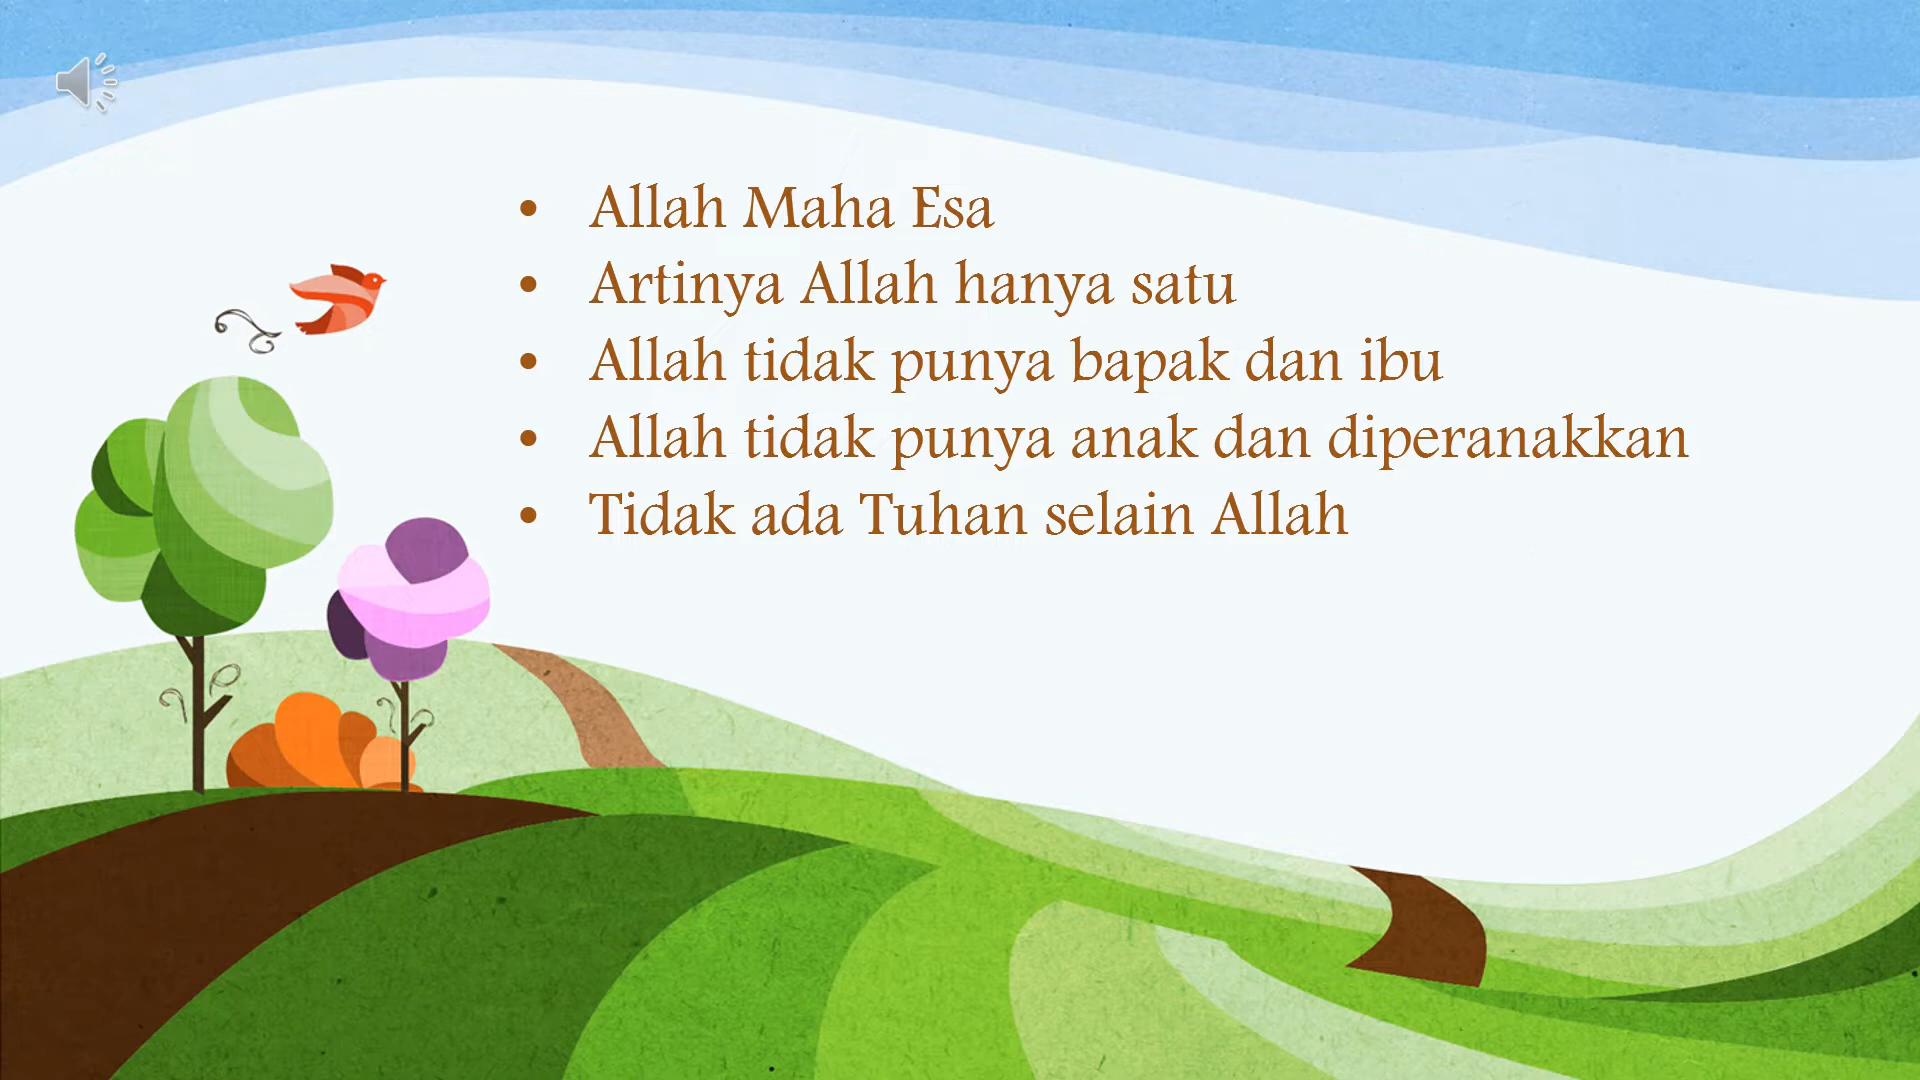 • Allah Maha Esa
• Artinya Allah hanya satu
• Allah tidak punya bapak dan ibu
• Allah tidak punya anak dan diperanakkan
• Tidak ada Tuhan selain Allah